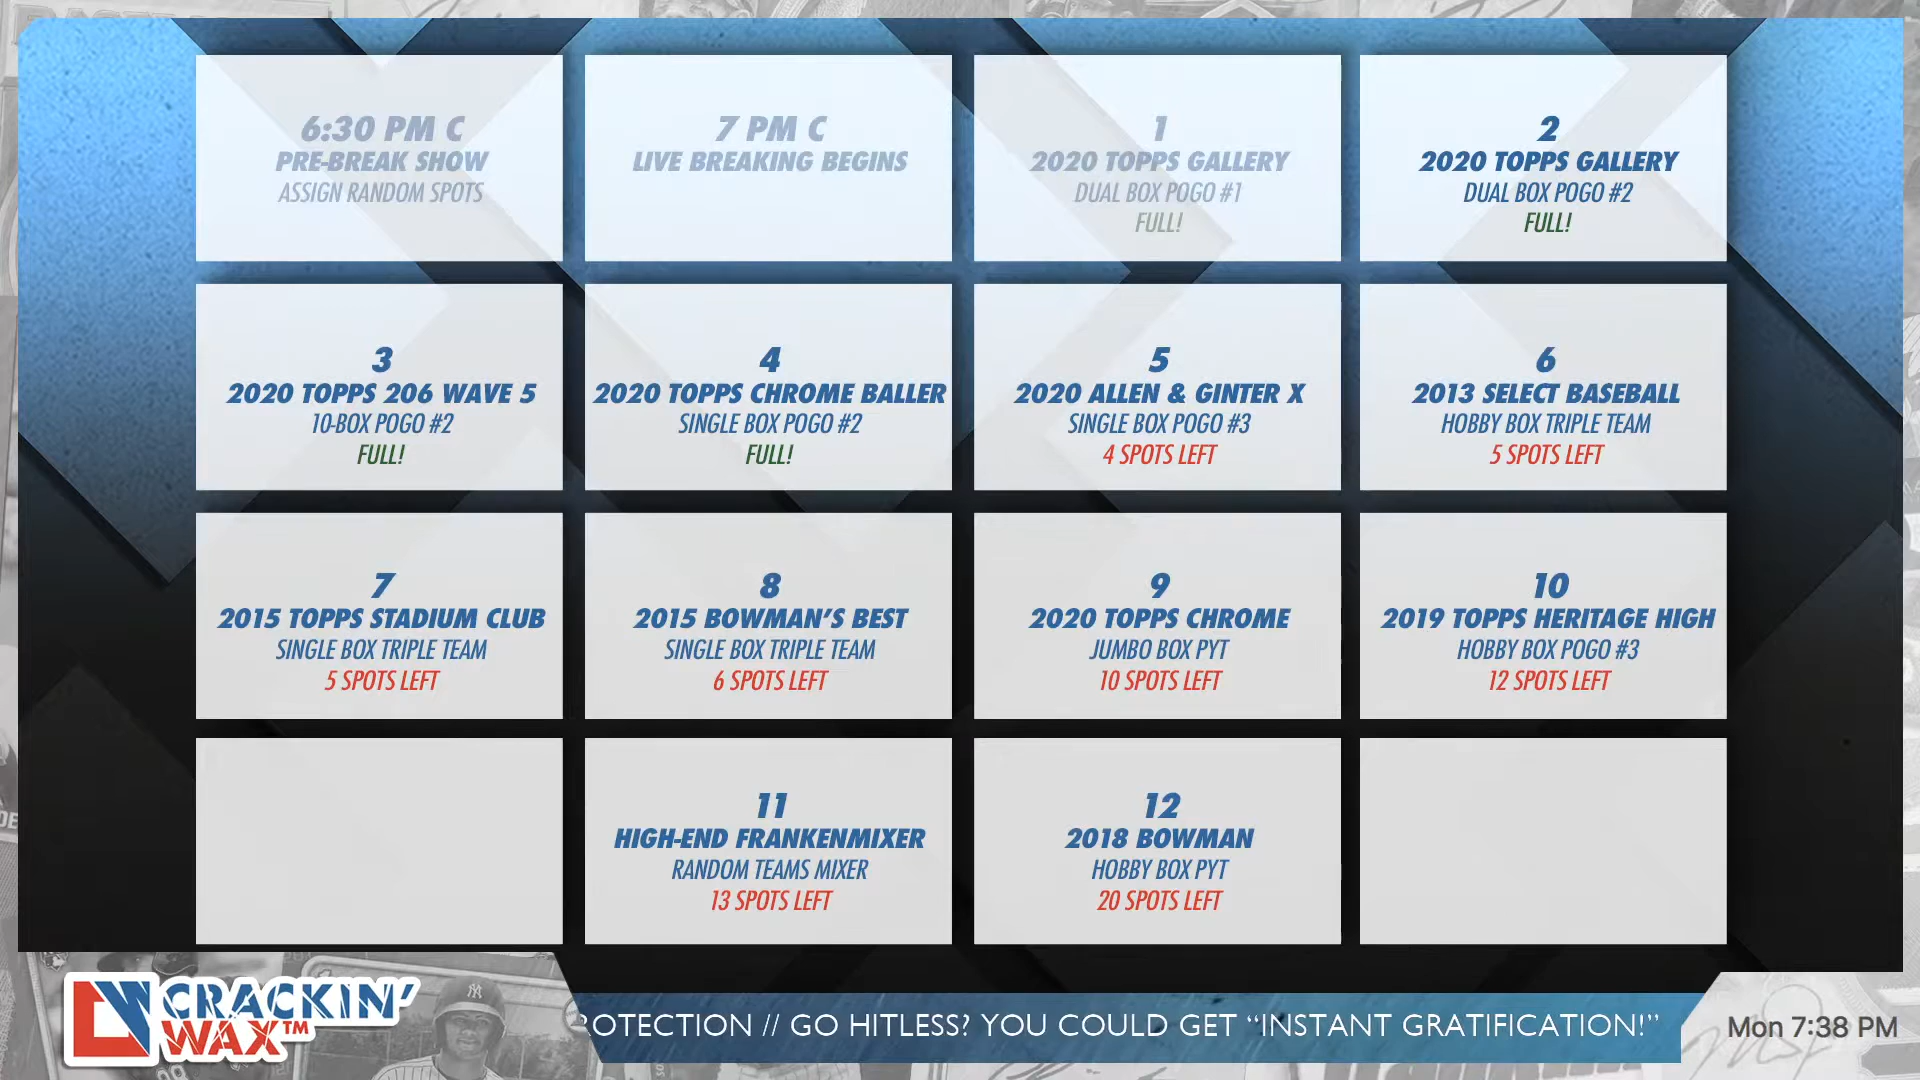 6:30 PM C
PRE-BREAK SHOW
ASSIGN RANDOM SPOTS
7 PM C
LIVE BREAKING BEGINS
1
2020 TOPPS GALLERY
DUAL BOX POGO #1
FULL!
2
2020 TOPPS GALLERY
DUAL BOX POGO #2
FULL!
3
2020 TOPPS 206 WAVE 5
10-BOX POGO #2
FULL!
4
2020 TOPPS CHROME BALLER
SINGLE BOX POGO #2
FULL!
5
2020 ALLEN & GINTER X
SINGLE BOX POGO #3
4 SPOTS LEFT
6
2013 SELECT BASEBALL
HOBBY BOX TRIPLE TEAM
5 SPOTS LEFT
7
2015 TOPPS STADIUM CLUB
SINGLE BOX TRIPLE TEAM
5 SPOTS LEFT
8
2015 BOWMAN'S BEST
SINGLE BOX TRIPLE TEAM
6 SPOTS LEFT
9
2020 TOPPS CHROME
JUMBO BOX PYT
10 SPOTS LEFT
10
2019 TOPPS HERITAGE HIGH
HOBBY BOX POGO #3
12 SPOTS LEFT
11
HIGH-END FRANKENMIXER
RANDOM TEAMS MIXER
13 SPOTS LEFT
12
2018 BOWMAN
HOBBY BOX PYT
20 SPOTS LEFT
CRACKIN'
WAX™
OTECTION // GO HITLESS? YOU COULD GET “INSTANT GRATIFICATION!”
Mon 7:38 PM